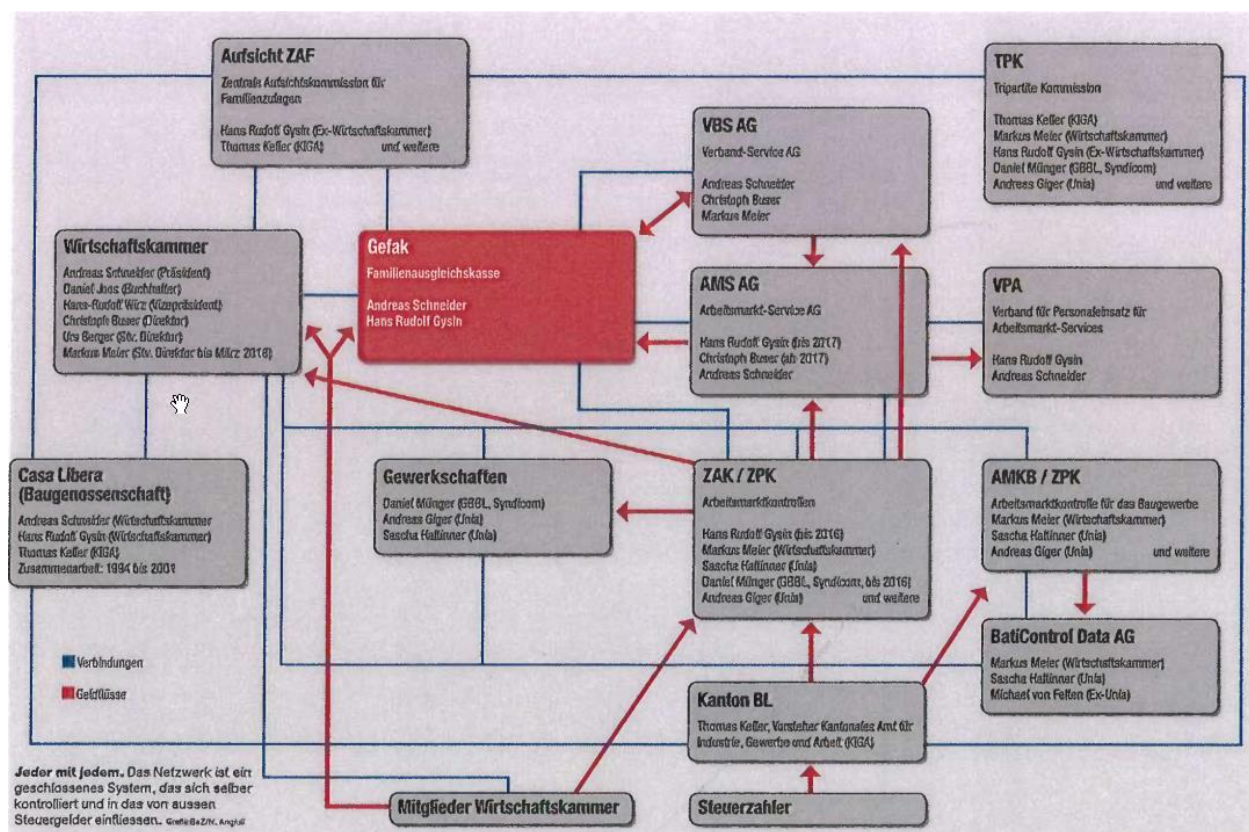 Aufsicht ZAF
Zentrale Aufsichtskommission für
Familienzulagen
Hans Rudolf Gysin (Ex-Wirtschaftskammer)
Thomas Keller (KIGA) und weitere
TPK
Tripartite Kommission
Thomas Keller (KIGA)
Markus Meier (Wirtschaftskammer)
Hans Rudolf Gysin (Ex-Wirtschaftskammer)
Daniel Münger (GBBL, Syndicom)
Andreas Giger (Unia) und weitere
VBS AG
Verband-Service AG
Andreas Schneider
Christoph Buser
Markus Meier
Wirtschaftskammer
Andreas Schneider (Präsident)
Daniel Joos (Buchhalter)
Hans-Rudolf Wirz (Vizepräsident)
Christoph Buser (Direktor)
Urs Berger (Stv. Direktor)
Markus Meier (Stv. Direktor bis März 2016)
Gefak
Familienausgleichskasse
Andreas Schneider
Hans Rudolf Gysin
AMS AG
Arbeitsmarkt-Service AG
Hans Rudolf Gysin (bis 2017)
Christoph Buser (ab 2017)
Andreas Schneider
VPA
Verband für Personaleinsatz für
Arbeitsmarkt-Services
Hans Rudolf Gysin
Andreas Schneider
Casa Libera
(Baugenossenschaft)
Andreas Schneider (Wirtschaftskammer
Hans Rudolf Gysin (Wirtschaftskammer)
Thomas Keller (KIGA)
Zusammenarbeit: 1994 bis 2001
Gewerkschaften
Daniel Münger (GBBL, Syndicom)
Andreas Giger (Unia)
Sascha Haltinner (Unia)
ZAK / ZPK
Arbeitsmarktkontrollen
Hans Rudolf Gysin (bis 2016)
Markus Meier (Wirtschaftskammer)
Sascha Haltinner (Unia)
Daniel Münger (GBBL, Syndicom, bis 2016)
Andreas Giger (Unia) und weitere
AMKB / ZPK
Arbeitsmarktkontrolle für das Baugewerbe
Markus Meier (Wirtschaftskammer)
Sascha Haltinner (Unia)
Andreas Giger (Unia) und weitere
BatiControl Data AG
Markus Meier (Wirtschaftskammer)
Sascha Haltinner (Unia)
Michael von Felten (Ex-Unia)
Verbindungen
Geldflüsse
Kanton BL
Thomas Keller, Vorsteher Kantonales Amt für
Industrie, Gewerbe und Arbeit (KIGA)
Mitglieder Wirtschaftskammer
Steuerzahler
Jeder mit jedem. Das Netzwerk ist ein
geschlossenes System, das sich selber
kontrolliert und in das von aussen
Steuergelder einfliessen. Grafik BaZ/